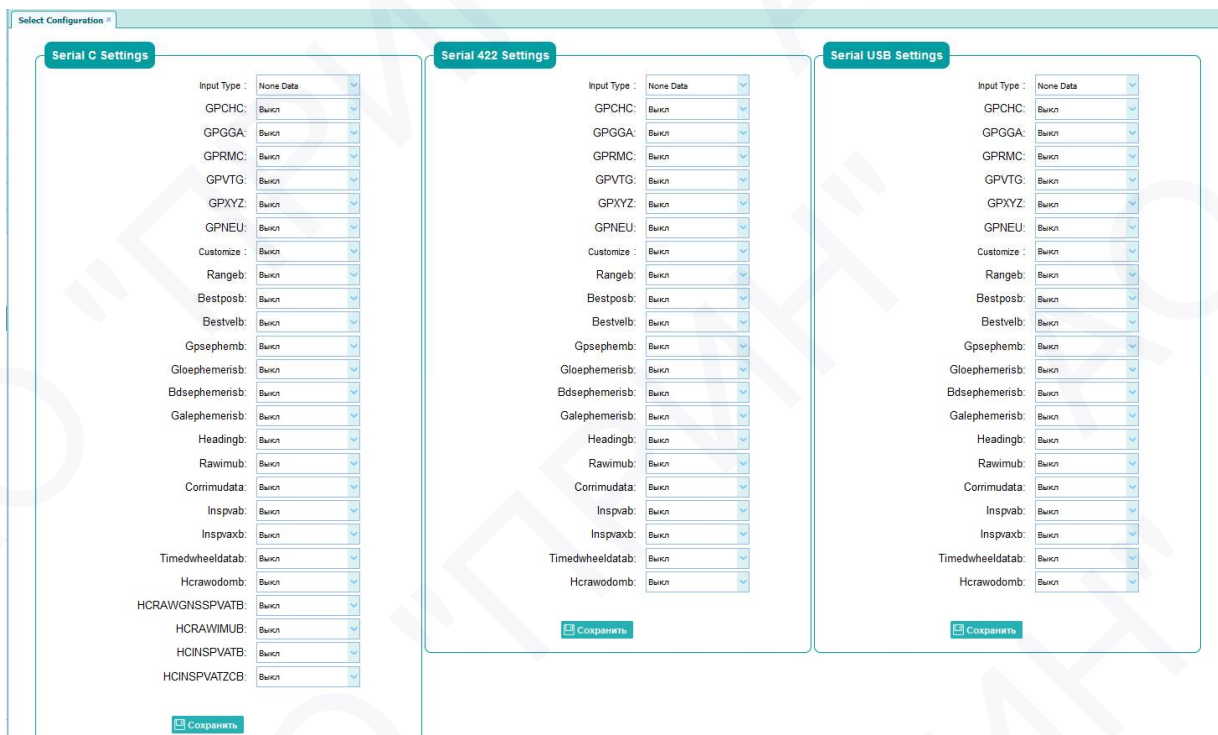 Select Configuration ×
Serial C Settings
Input Type : None Data
GPCHC: Выкл
GPGGA: Выкл
GPRMC: Выкл
GPVTG: Выкл
GPXYZ: Выкл
GPNEU: Выкл
Customize : Выкл
Rangeb: Выкл
Bestposb: Выкл
Bestvelb: Выкл
Gpsephemb: Выкл
Gloephemerisb: Выкл
Bdsephemerisb: Выкл
Galephemerisb: Выкл
Headingb: Выкл
Rawimub: Выкл
Corrimudata: Выкл
Inspvab: Выкл
Inspvaxb: Выкл
Timedwheeldatab: Выкл
Hcrawodomb: Выкл
HCRAWGNSSPVATB: Выкл
HCRAWIMUB: Выкл
HCINSPVATB: Выкл
HCINSPVATZCB: Выкл
Сохранить
Serial 422 Settings
Input Type : None Data
GPCHC: Выкл
GPGGA: Выкл
GPRMC: Выкл
GPVTG: Выкл
GPXYZ: Выкл
GPNEU: Выкл
Customize : Выкл
Rangeb: Выкл
Bestposb: Выкл
Bestvelb: Выкл
Gpsephemb: Выкл
Gloephemerisb: Выкл
Bdsephemerisb: Выкл
Galephemerisb: Выкл
Headingb: Выкл
Rawimub: Выкл
Corrimudata: Выкл
Inspvab: Выкл
Inspvaxb: Выкл
Timedwheeldatab: Выкл
Hcrawodomb: Выкл
Сохранить
Serial USB Settings
Input Type : None Data
GPCHC: Выкл
GPGGA: Выкл
GPRMC: Выкл
GPVTG: Выкл
GPXYZ: Выкл
GPNEU: Выкл
Customize : Выкл
Rangeb: Выкл
Bestposb: Выкл
Bestvelb: Выкл
Gpsephemb: Выкл
Gloephemerisb: Выкл
Bdsephemerisb: Выкл
Galephemerisb: Выкл
Headingb: Выкл
Rawimub: Выкл
Corrimudata: Выкл
Inspvab: Выкл
Inspvaxb: Выкл
Timedwheeldatab: Выкл
Hcrawodomb: Выкл
Сохранить
АО "ПРИН"